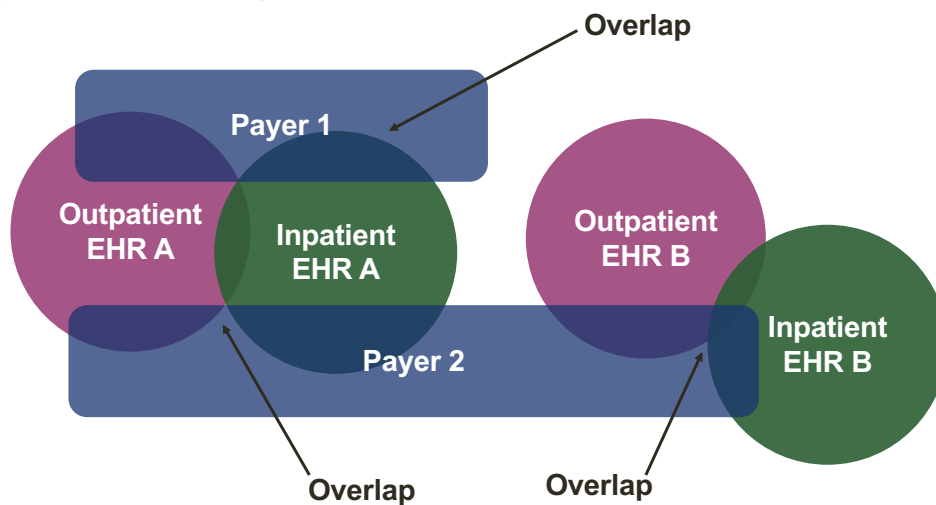 Overlap
Payer 1
Outpatient
EHR A
Inpatient
EHR A
Outpatient
EHR B
Inpatient
EHR B
Payer 2
Overlap
Overlap